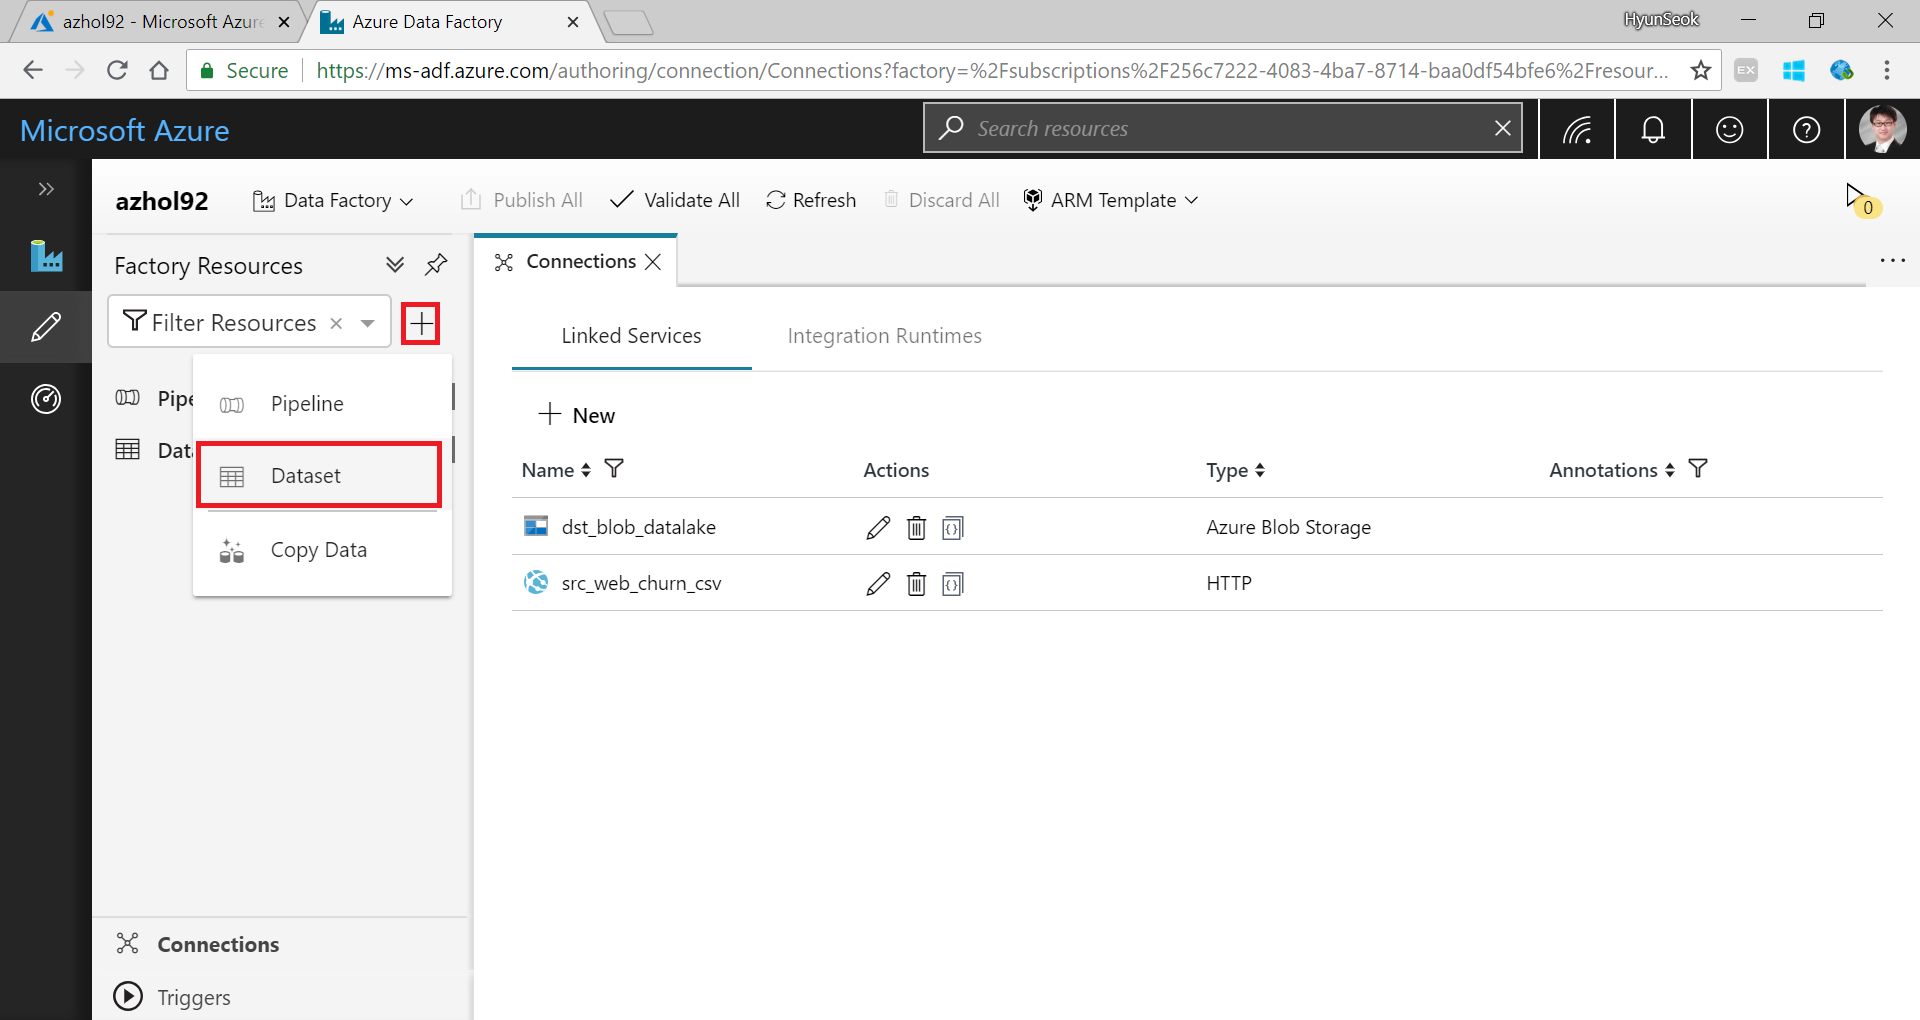 azhol92 - Microsoft Azure
Azure Data Factory
HyunSeok
Secure
https://ms-adf.azure.com/authoring/connection/Connections?factory=%2Fsubscriptions%2F256c7222-4083-4ba7-8714-baa0df54bfe6%2Fresour...
EX
Microsoft Azure
Search resources
azhol92
Data Factory
Publish All
Validate All
Refresh
Discard All
ARM Template
0
Factory Resources
Connections
Filter Resources
Linked Services
Integration Runtimes
Pipe
Pipeline
New
Data
Dataset
Name
Actions
Type
Annotations
dst_blob_datalake
Azure Blob Storage
Copy Data
src_web_churn_csv
HTTP
Connections
Triggers